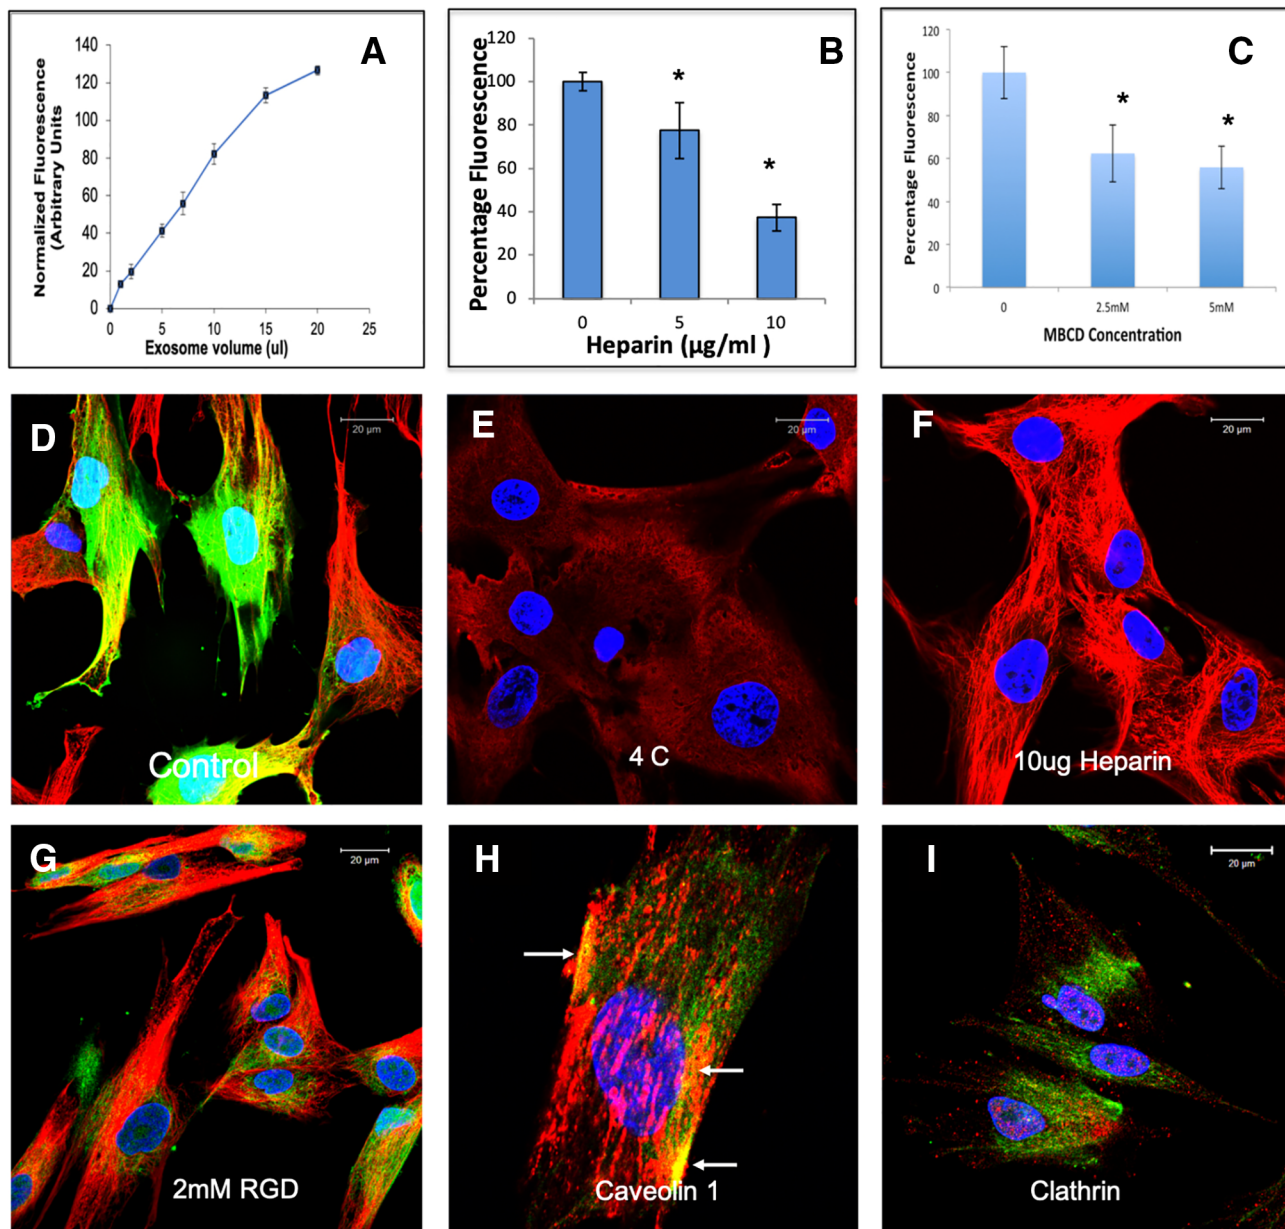 A
Normalized Fluorescence
(Arbitrary Units
140
120
100
80
60
40
20
0
0 5 10 15 20 25
Exosome volume (ul)
B
Percentage Fluorescence
120
100
80
60
40
20
0
*
*
0 5 10
Heparin (µg/ml )
C
Percentage Fluorescence
120
100
80
60
40
20
0
*
*
0 2.5mM 5mM
MBCD Concentration
D
20 µm
Control
E
20 µm
4 C
F
20 µm
10ug Heparin
G
20 µm
2mM RGD
H
Caveolin 1
I
20 µm
Clathrin